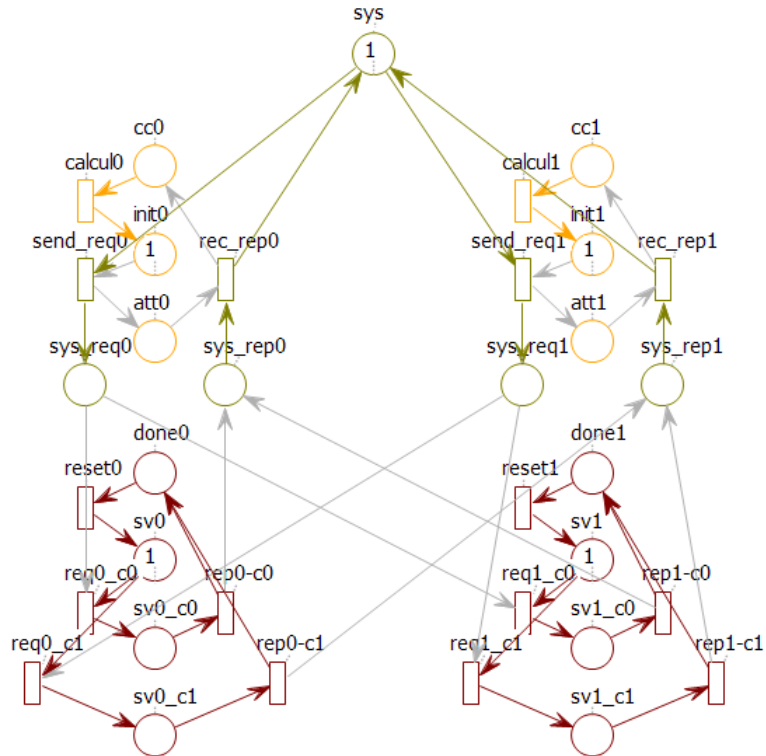 sys
1
cc0
cc1
calcul0
calcul1
init0
init1
1
1
send_req0
rec_rep0
send_req1
rec_rep1
att0
att1
sys_req0
sys_rep0
sys_req1
sys_rep1
done0
done1
reset0
reset1
sv0
sv1
1
1
req0_c0
rep0-c0
req1_c0
rep1-c0
sv0_c0
sv1_c0
req0_c1
rep0-c1
req1_c1
rep1-c1
sv0_c1
sv1_c1